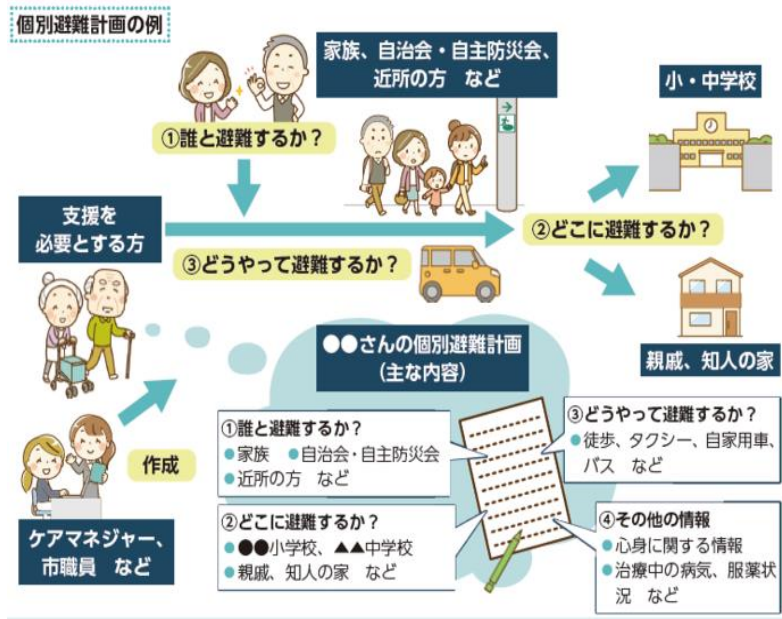 個別避難計画の例
家族、自治会・自主防災会、
近所の方 など
小・中学校
①誰と避難するか？
支援を
必要とする方
②どこに避難するか？
③どうやって避難するか？
●●さんの個別避難計画
（主な内容）
親戚、知人の家
①誰と避難するか？
●家族 ●自治会・自主防災会
●近所の方 など
③どうやって避難するか？
●徒歩、タクシー、自家用車、
バス など
作成
②どこに避難するか？
●●●小学校、▲▲中学校
●親戚、知人の家 など
④その他の情報
●心身に関する情報
●治療中の病気、服薬状
況 など
ケアマネジャー、
市職員 など